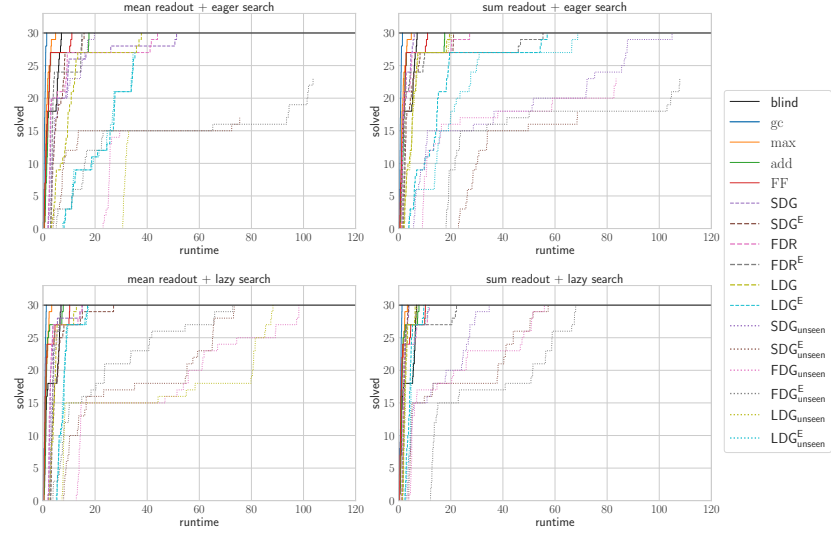 mean readout + eager search
sum readout + eager search
solved
30
25
20
15
10
5
0
0 20 40 60 80 100 120
runtime
solved
30
25
20
15
10
5
0
0 20 40 60 80 100 120
runtime
mean readout + lazy search
sum readout + lazy search
solved
30
25
20
15
10
5
0
0 20 40 60 80 100 120
runtime
solved
30
25
20
15
10
5
0
0 20 40 60 80 100 120
runtime
blind
gc
max
add
FF
SDG
SDG^E
FDR
FDR^E
LDG
LDG^E
SDG_unseen
SDG^E_unseen
FDG_unseen
FDG^E_unseen
LDG_unseen
LDG^E_unseen